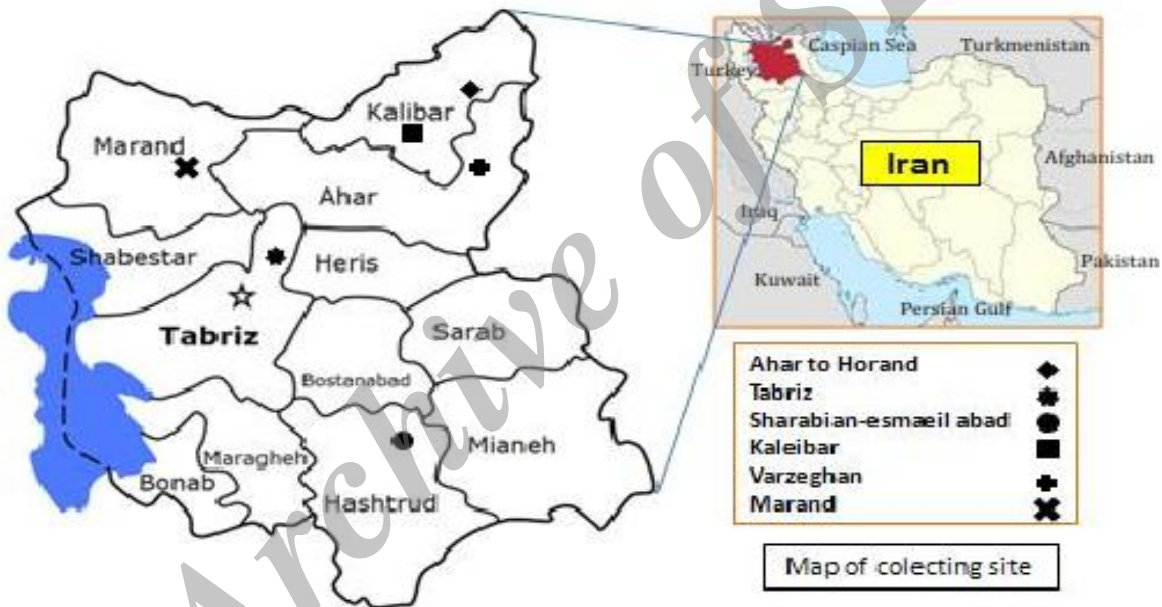 Kalibar
Marand
Ahar
Shabestar
Heris
Tabriz
Sarab
Bostanabad
Mianeh
Maragheh
Bonab
Hashtrud
Caspian Sea
Turkmenistan
Turkey
Iran
Afghanistan
Iraq
Kuwait
Pakistan
Persian Gulf
Ahar to Horand
Tabriz
Sharabian-esmaeil abad
Kaleibar
Varzeghan
Marand
Map of colecting site
Archive of